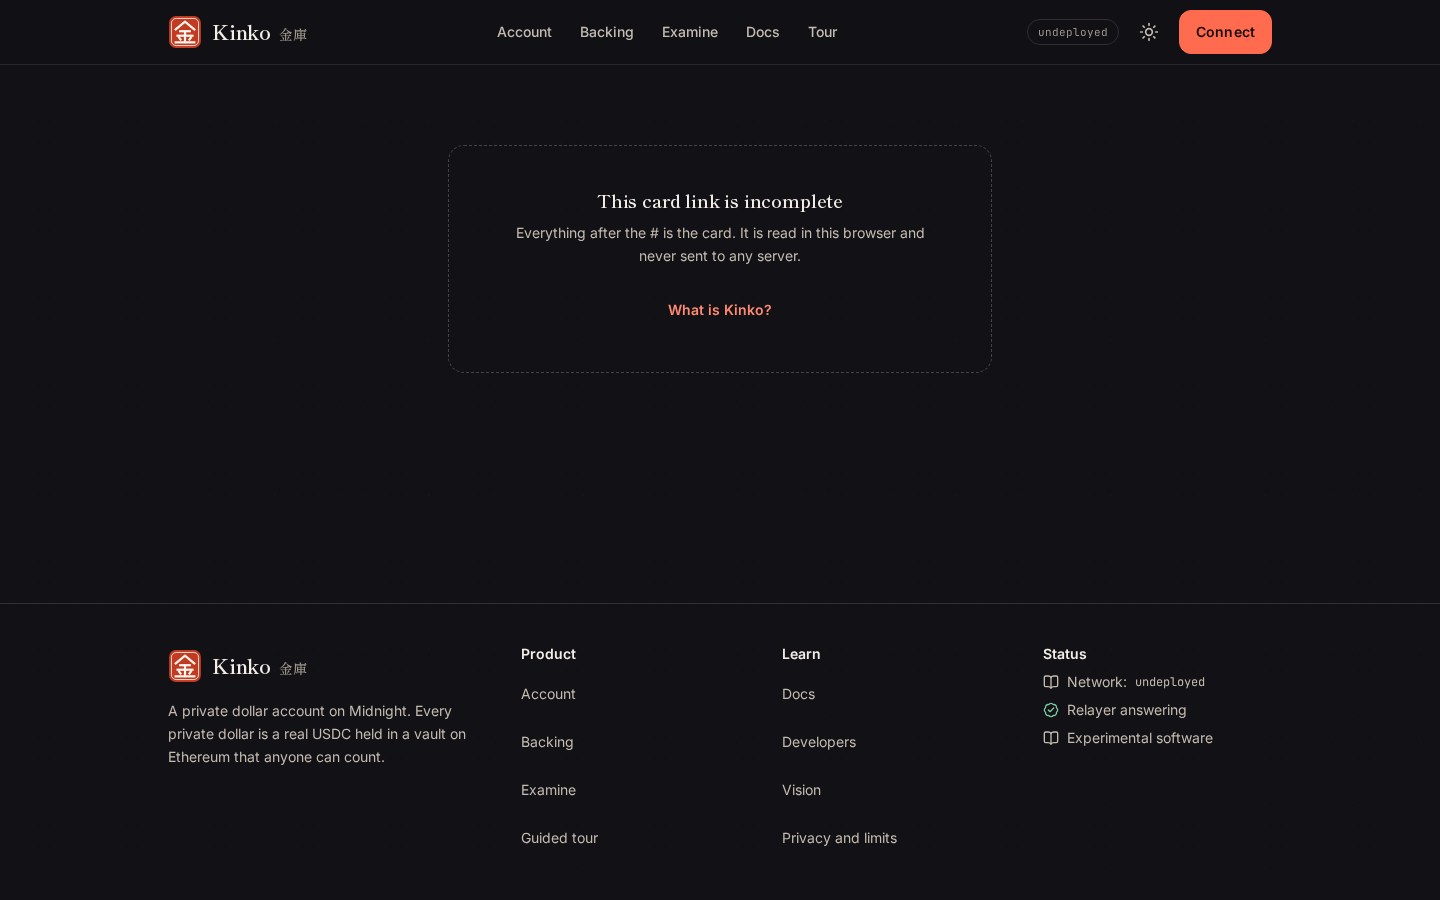 金 Kinko 金庫
Account Backing Examine Docs Tour
undeployed
Connect
This card link is incomplete
Everything after the # is the card. It is read in this browser and
never sent to any server.
What is Kinko?
金 Kinko 金庫
A private dollar account on Midnight. Every
private dollar is a real USDC held in a vault on
Ethereum that anyone can count.
Product
Account
Backing
Examine
Guided tour
Learn
Docs
Developers
Vision
Privacy and limits
Status
Network: undeployed
Relayer answering
Experimental software